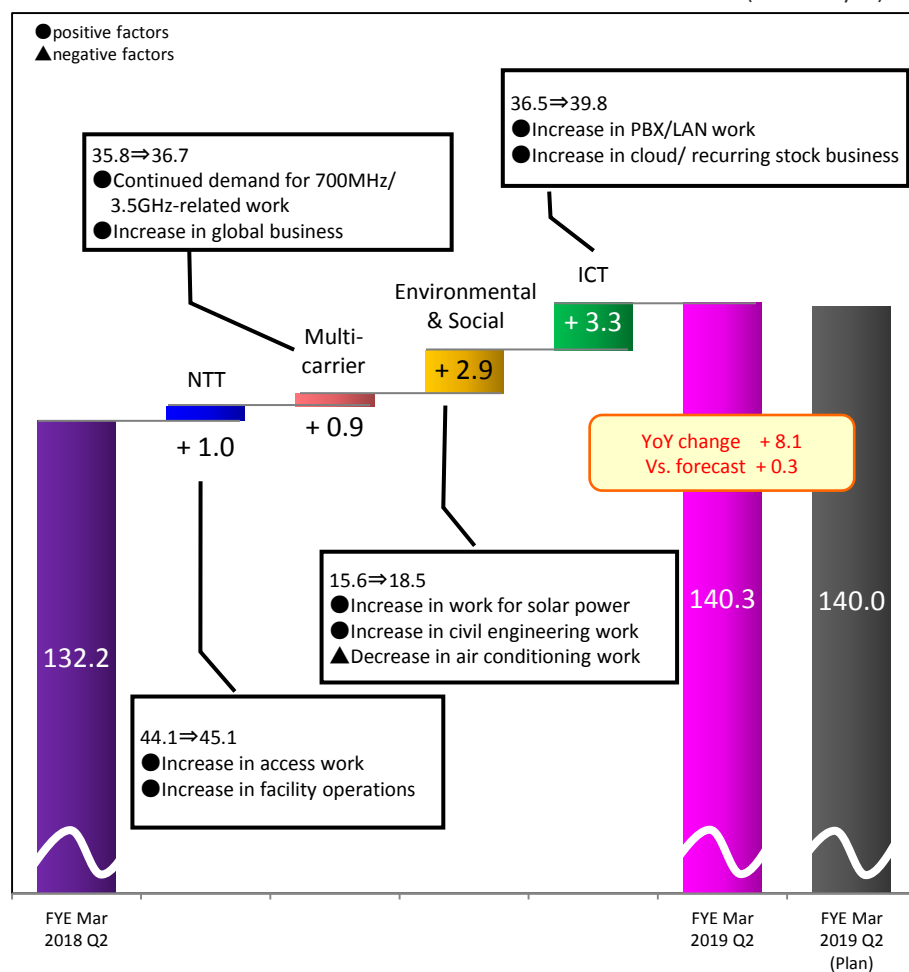 ●positive factors
▲negative factors
36.5⇒39.8
●Increase in PBX/LAN work
●Increase in cloud/ recurring stock business
35.8⇒36.7
●Continued demand for 700MHz/
3.5GHz-related work
●Increase in global business
ICT
+ 3.3
Environmental
& Social
+ 2.9
Multi-
carrier
+ 0.9
NTT
+ 1.0
YoY change + 8.1
Vs. forecast + 0.3
15.6⇒18.5
●Increase in work for solar power
●Increase in civil engineering work
▲Decrease in air conditioning work
132.2
140.3
140.0
44.1⇒45.1
●Increase in access work
●Increase in facility operations
FYE Mar
2018 Q2
FYE Mar
2019 Q2
FYE Mar
2019 Q2
(Plan)